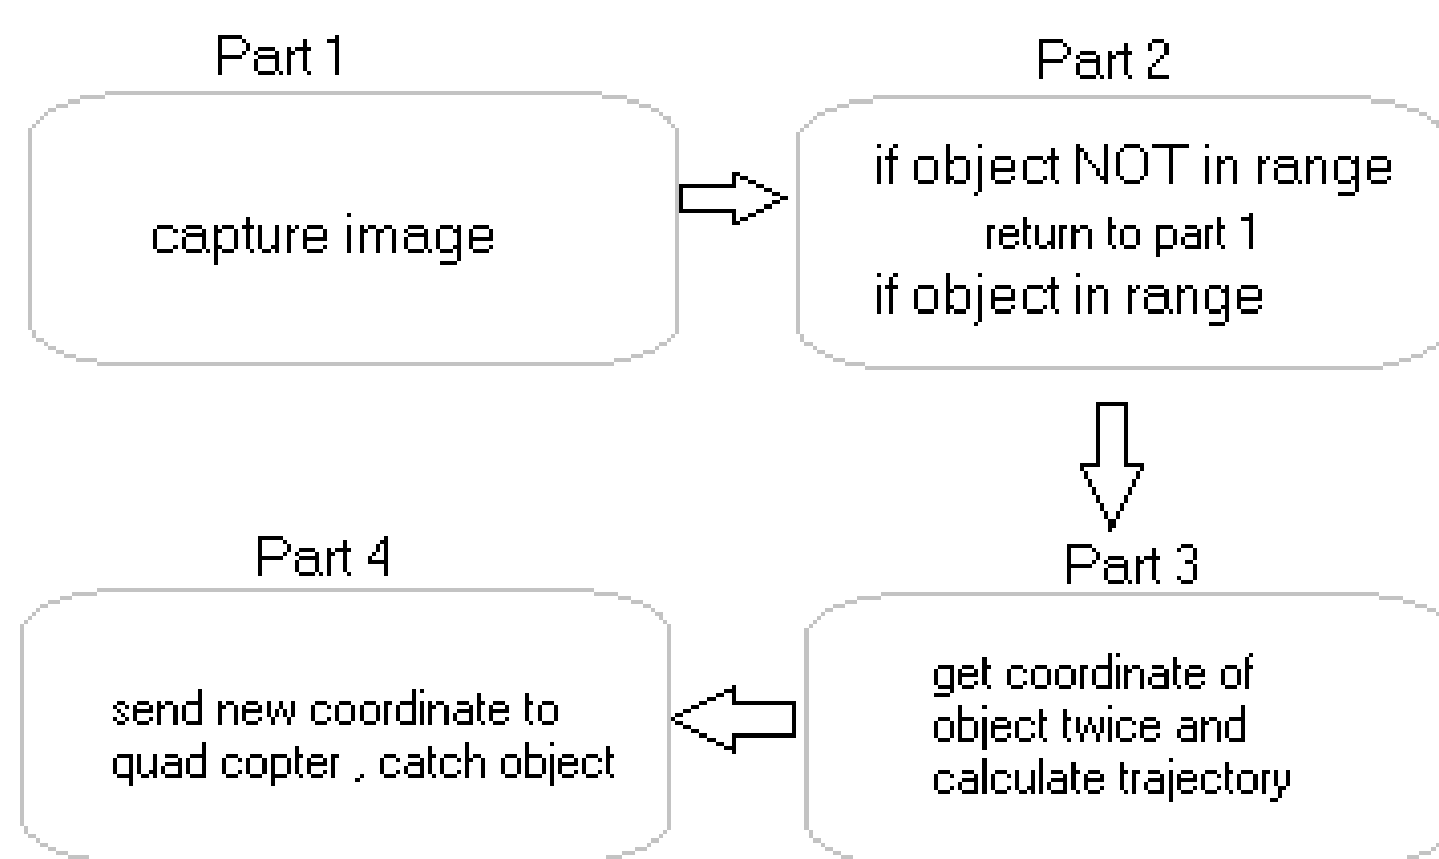 Part 1
capture image
Part 2
if object NOT in range
return to part 1
if object in range
Part 3
get coordinate of
object twice and
calculate trajectory
Part 4
send new coordinate to
quad copter , catch object